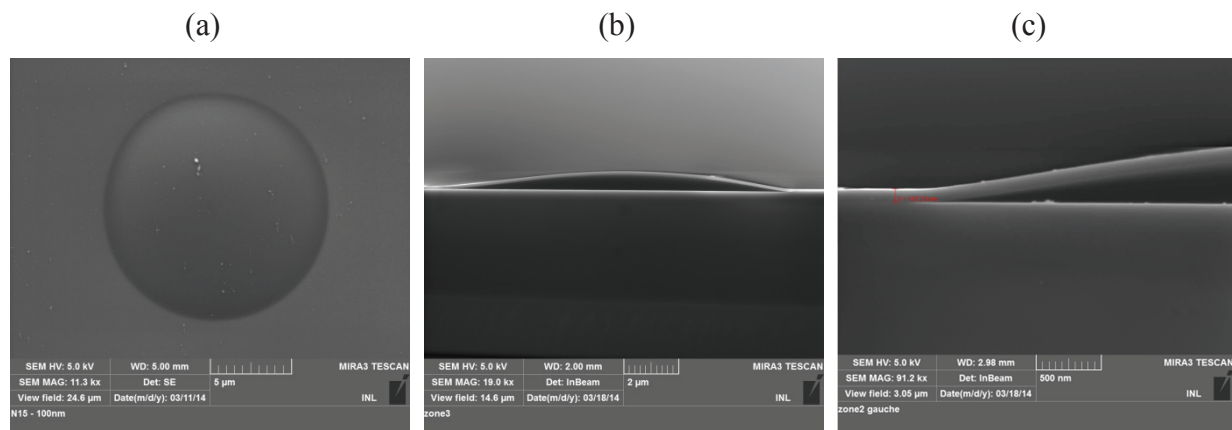 (a)
(b)
(c)
SEM HV: 5.0 kV WD: 5.00 mm MIRA3 TESCAN
SEM MAG: 11.3 kx Det: SE 5 µm
View field: 24.6 µm Date(m/d/y): 03/11/14 INL
N15 - 100nm
SEM HV: 5.0 kV WD: 2.00 mm MIRA3 TESCAN
SEM MAG: 19.0 kx Det: InBeam 2 µm
View field: 14.6 µm Date(m/d/y): 03/18/14 INL
zone3
SEM HV: 5.0 kV WD: 2.98 mm MIRA3 TESCAN
SEM MAG: 91.2 kx Det: InBeam 500 nm
View field: 3.05 µm Date(m/d/y): 03/18/14 INL
zone2 gauche